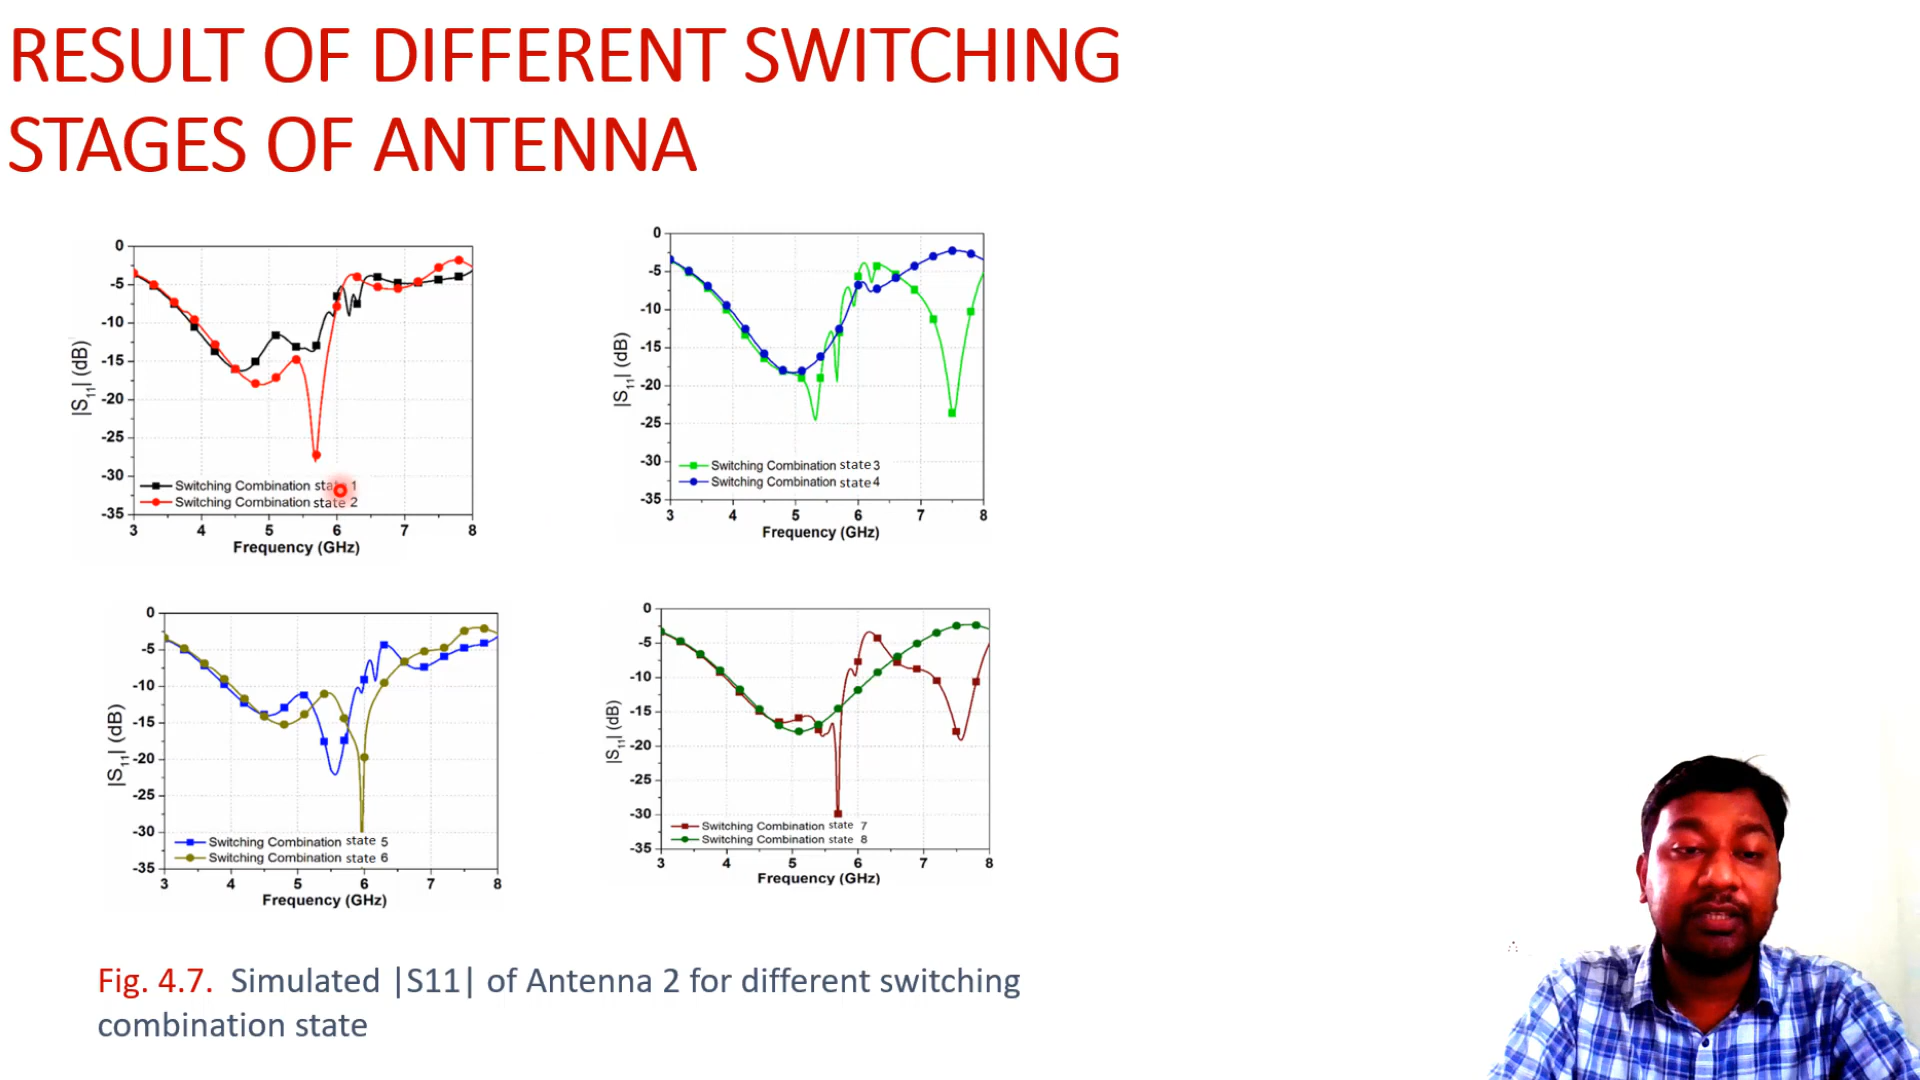 RESULT OF DIFFERENT SWITCHING
STAGES OF ANTENNA
0
-5
-10
-15
-20
-25
-30
-35
|S11| (dB)
Switching Combination state 1
Switching Combination state 2
3 4 5 6 7 8
Frequency (GHz)
0
-5
-10
-15
-20
-25
-30
-35
|S11| (dB)
Switching Combination state 3
Switching Combination state 4
3 4 5 6 7 8
Frequency (GHz)
0
-5
-10
-15
-20
-25
-30
-35
|S11| (dB)
Switching Combination state 5
Switching Combination state 6
3 4 5 6 7 8
Frequency (GHz)
0
-5
-10
-15
-20
-25
-30
-35
|S11| (dB)
Switching Combination state 7
Switching Combination state 8
3 4 5 6 7 8
Frequency (GHz)
Fig. 4.7. Simulated |S11| of Antenna 2 for different switching
combination state